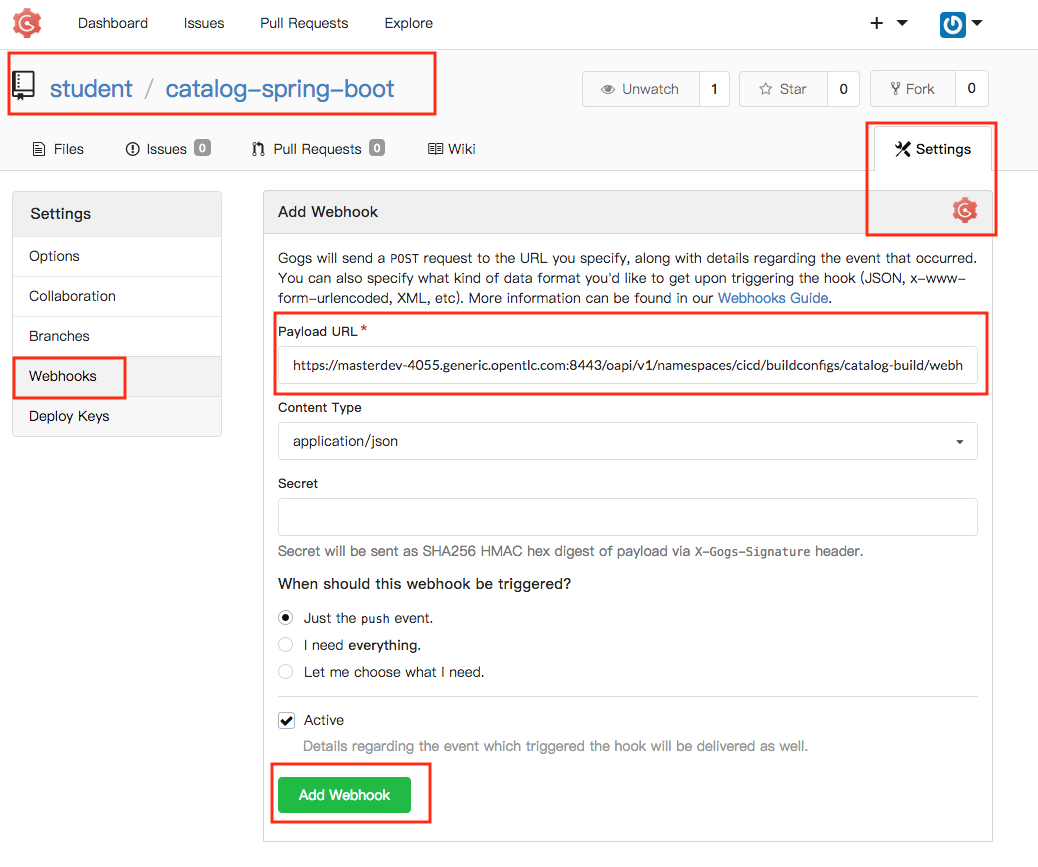 Dashboard Issues Pull Requests Explore
student / catalog-spring-boot
Unwatch 1 Star 0 Fork 0
Files Issues 0 Pull Requests 0 Wiki Settings
Settings
Options
Collaboration
Branches
Webhooks
Deploy Keys
Add Webhook
Gogs will send a POST request to the URL you specify, along with details regarding the event that occurred.
You can also specify what kind of data format you'd like to get upon triggering the hook (JSON, x-www-
form-urlencoded, XML, etc). More information can be found in our Webhooks Guide.
Payload URL *
https://masterdev-4055.generic.opentlc.com:8443/oapi/v1/namespaces/cicd/buildconfigs/catalog-build/webh
Content Type
application/json
Secret
Secret will be sent as SHA256 HMAC hex digest of payload via X-Gogs-Signature header.
When should this webhook be triggered?
Just the push event.
I need everything.
Let me choose what I need.
Active
Details regarding the event which triggered the hook will be delivered as well.
Add Webhook